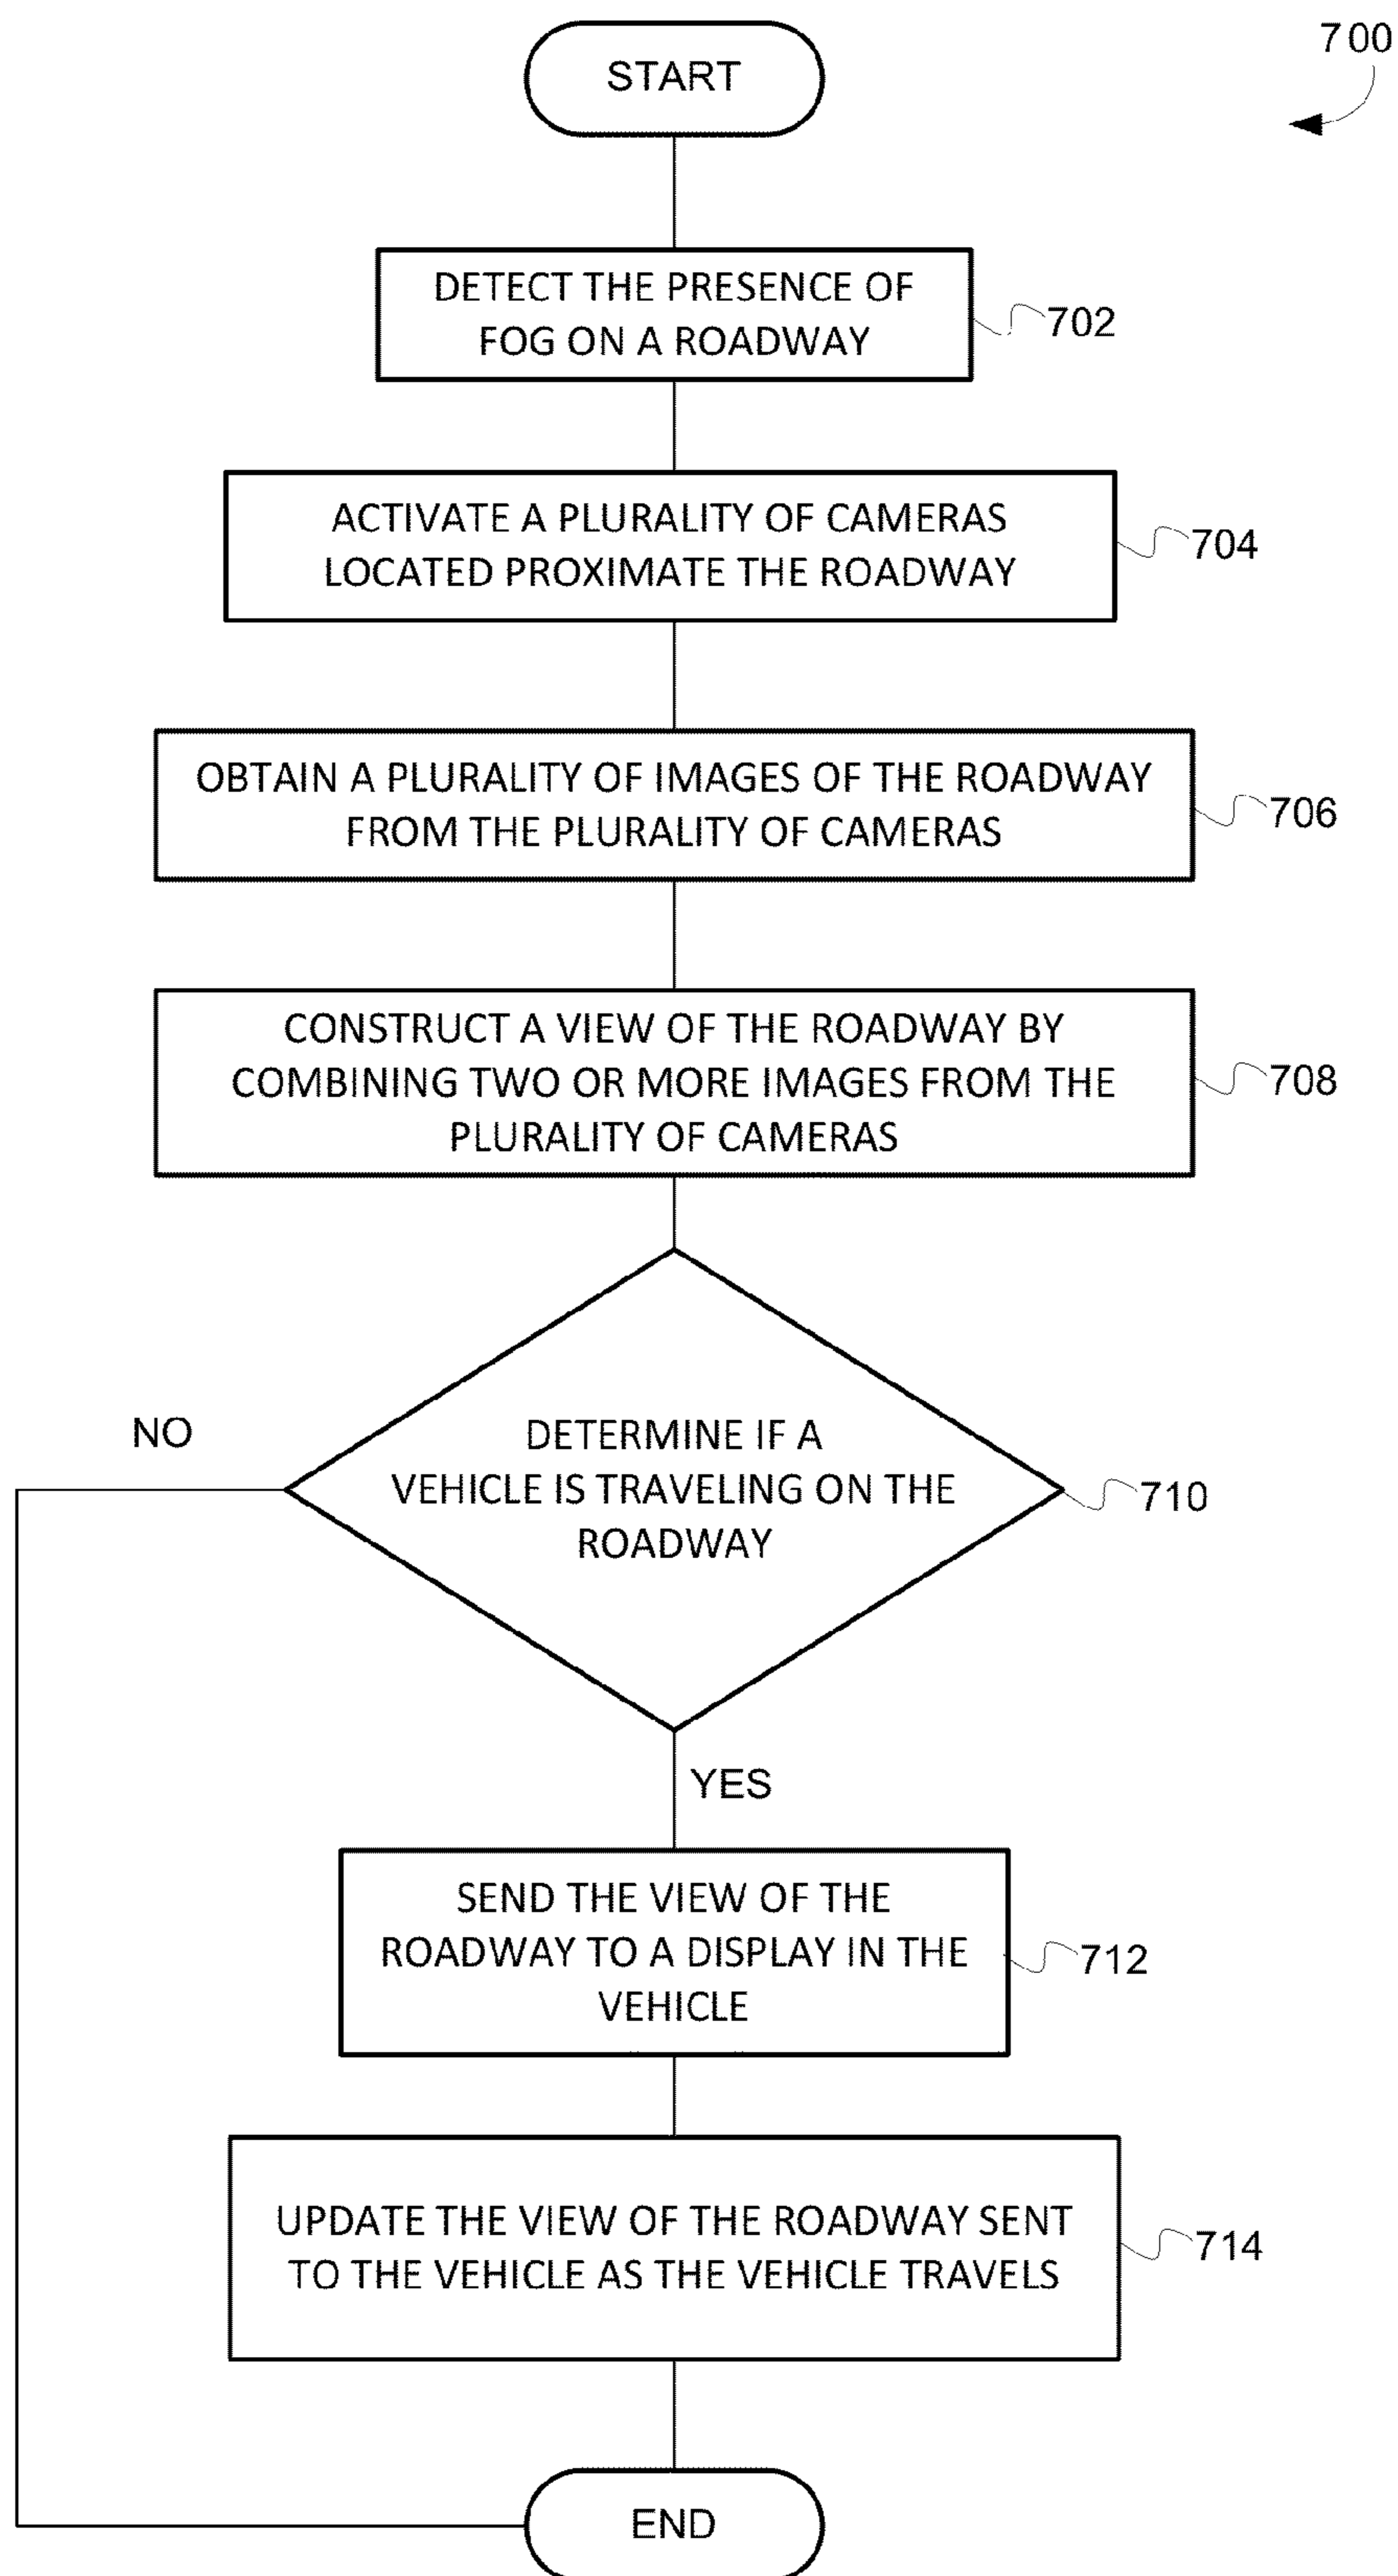 700
START
DETECT THE PRESENCE OF
FOG ON A ROADWAY
702
ACTIVATE A PLURALITY OF CAMERAS
LOCATED PROXIMATE THE ROADWAY
704
OBTAIN A PLURALITY OF IMAGES OF THE ROADWAY
FROM THE PLURALITY OF CAMERAS
706
CONSTRUCT A VIEW OF THE ROADWAY BY
COMBINING TWO OR MORE IMAGES FROM THE
PLURALITY OF CAMERAS
708
DETERMINE IF A
VEHICLE IS TRAVELING ON THE
ROADWAY
710
NO
YES
SEND THE VIEW OF THE
ROADWAY TO A DISPLAY IN THE
VEHICLE
712
UPDATE THE VIEW OF THE ROADWAY SENT
TO THE VEHICLE AS THE VEHICLE TRAVELS
714
END